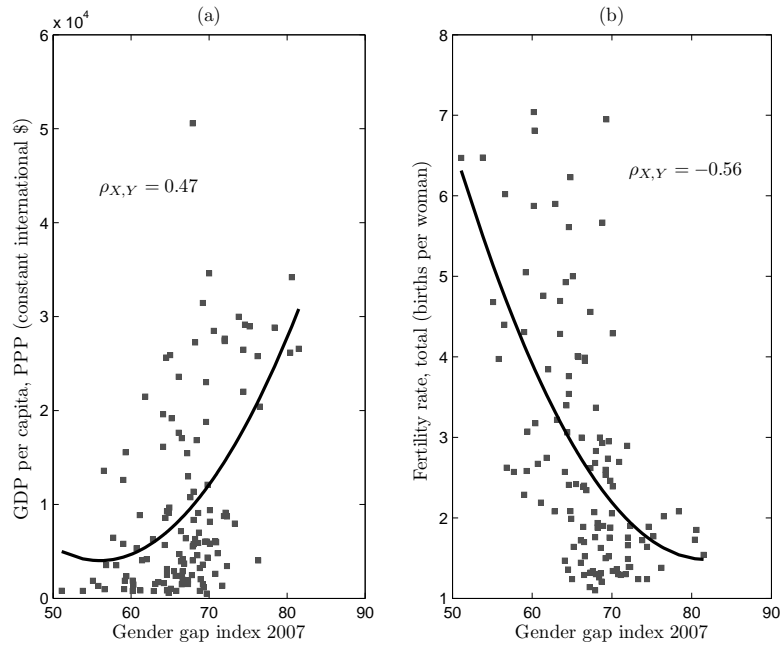 (a)
x 10⁴
6
5
4
3
2
1
0
50 60 70 80 90
Gender gap index 2007
GDP per capita, PPP (constant international $)
ρX,Y = 0.47
(b)
8
7
6
5
4
3
2
1
50 60 70 80 90
Gender gap index 2007
Fertility rate, total (births per woman)
ρX,Y = −0.56